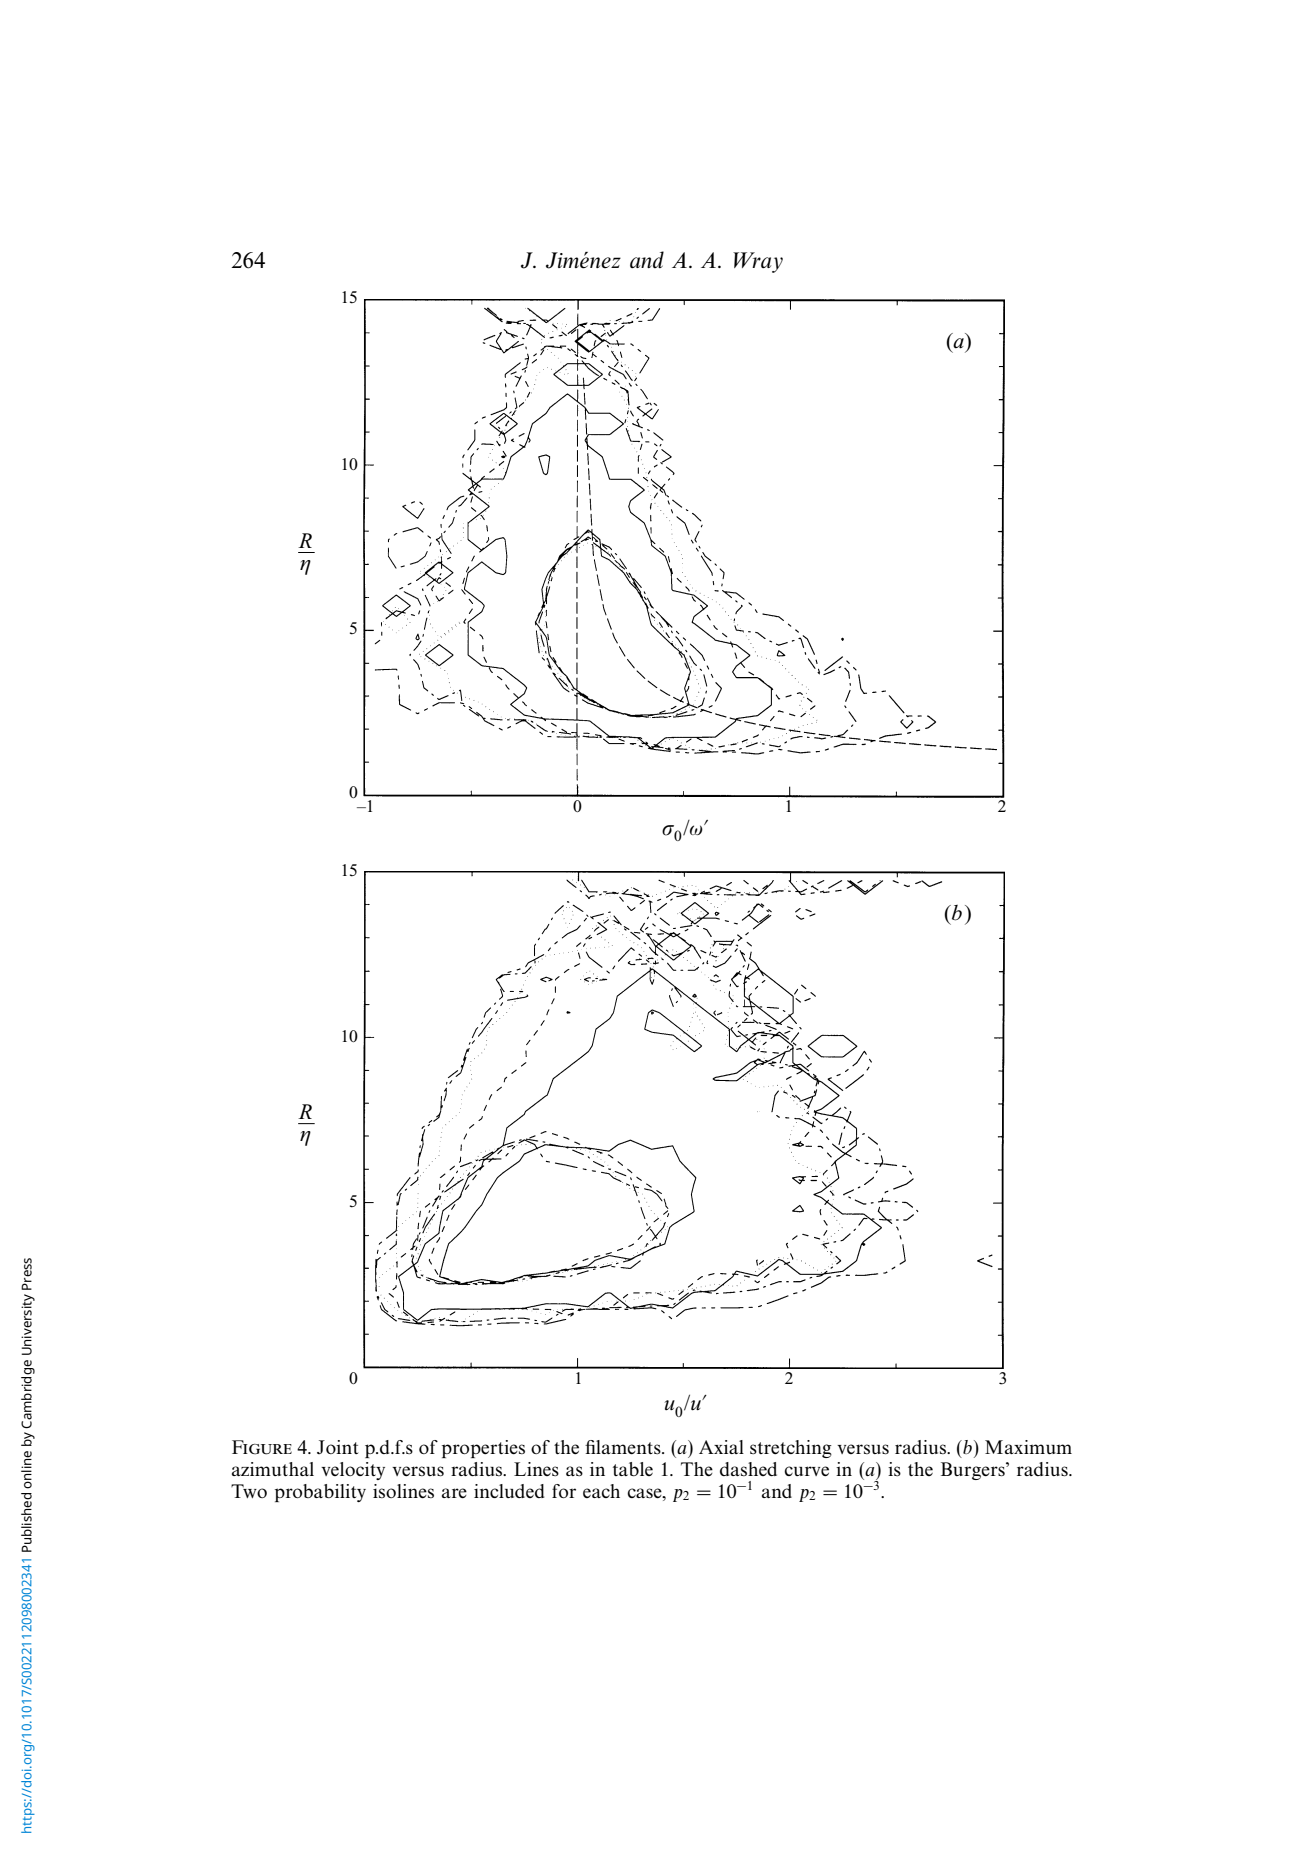 264
J. Jiménez and A. A. Wray
15
10
5
0
R
η
(a)
–1
0
1
2
σ0/ω′
15
10
5
0
R
η
(b)
1
2
3
u0/u′
FIGURE 4. Joint p.d.f.s of properties of the filaments. (a) Axial stretching versus radius. (b) Maximum
azimuthal velocity versus radius. Lines as in table 1. The dashed curve in (a) is the Burgers’ radius.
Two probability isolines are included for each case, p2 = 10−1 and p2 = 10−3.
https://doi.org/10.1017/S0022112098002341 Published online by Cambridge University Press